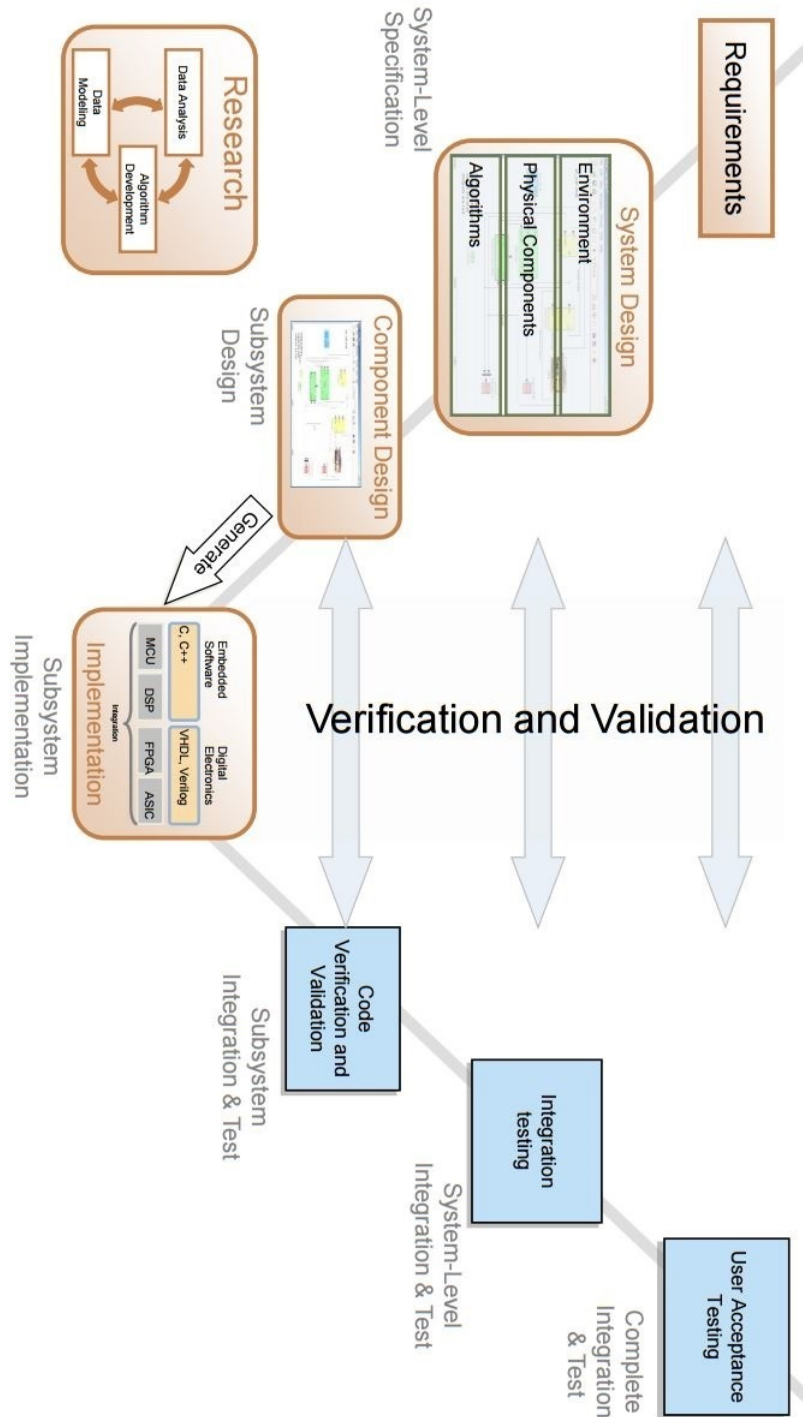 Requirements
System Design
Environment
Physical Components
Algorithms
System-Level
Specification
Research
Data Analysis
Data
Modeling
Algorithm
Development
Component Design
Subsystem
Design
Generate
Embedded
Software
Digital
Electronics
C, C++
VHDL, Verilog
MCU
DSP
FPGA
ASIC
Integration
Implementation
Subsystem
Implementation
Verification and Validation
Code
Verification and
Validation
Subsystem
Integration & Test
Integration
testing
System-Level
Integration & Test
User Acceptance
Testing
Complete
Integration
& Test